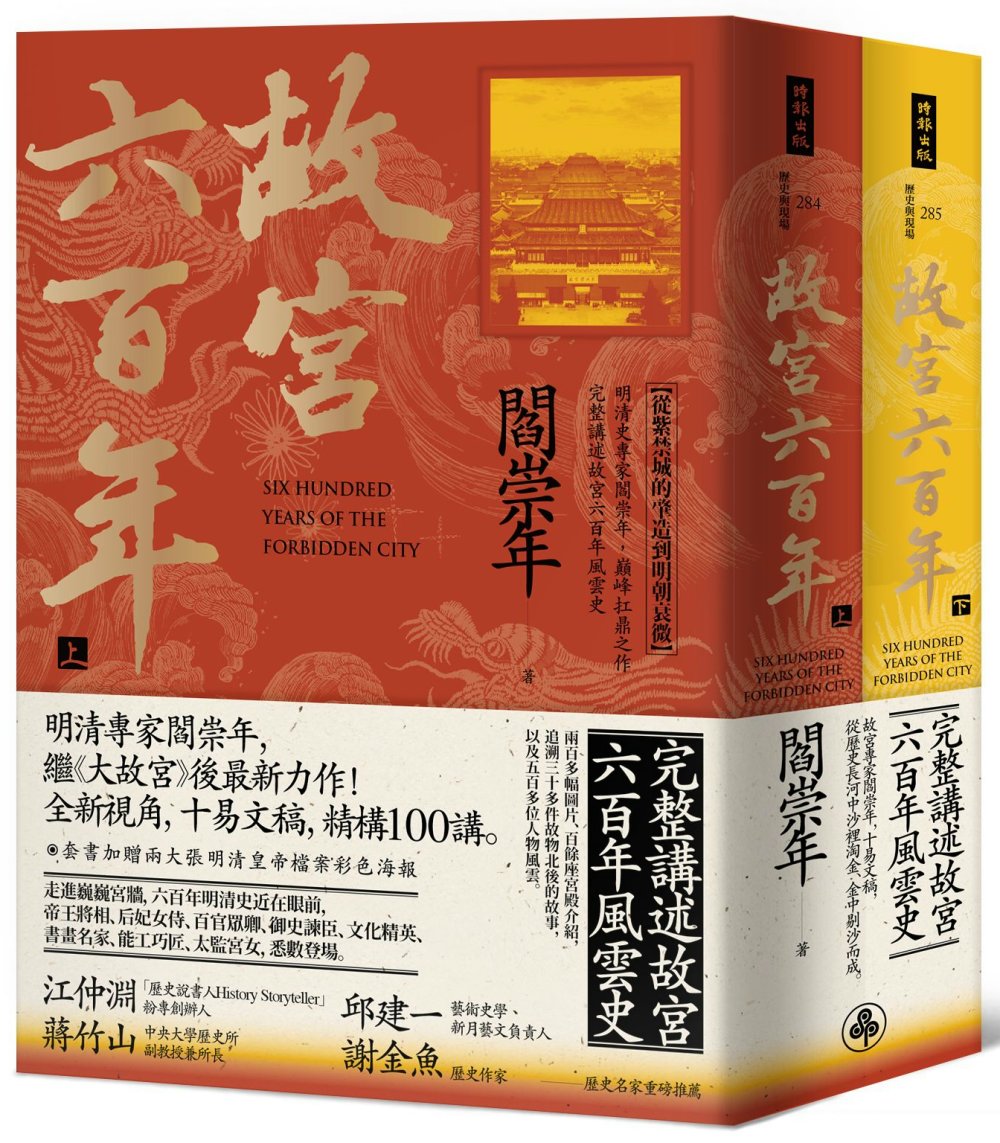 故宮
六百年
上
SIX HUNDRED
YEARS OF THE
FORBIDDEN CITY
【從紫禁城的肇造到明朝衰微】
明清史專家閻崇年，巔峰扛鼎之作
完整講述故宮六百年風雲史
閻崇年
著
明清專家閻崇年，
繼《大故宮》後最新力作！
全新視角，十易文稿，精構100講。
◉套書加贈兩大張明清皇帝檔案彩色海報
走進巍巍宮牆，六百年明清史近在眼前，
帝王將相、后妃女侍、百官眾卿、御史諫臣、文化精英、
書畫名家、能工巧匠、太監宮女，悉數登場。
江仲淵
「歷史說書人History Storyteller」
粉專創辦人
蔣竹山
中央大學歷史所
副教授兼所長
邱建一
藝術史學、
新月藝文負責人
謝金魚
歷史作家
——歷史名家重磅推薦
兩百多幅圖片、百餘座宮殿介紹，
追溯三十多件故物北後的故事，
以及五百多位人物風雲。
完整講述故宮
六百年風雲史
時報出版
歷史與現場
284
故宮六百年
上
SIX HUNDRED
YEARS OF THE
FORBIDDEN CITY
閻崇年
著
時報出版
歷史與現場
285
故宮六百年
下
SIX HUNDRED
YEARS OF THE
FORBIDDEN CITY
完整講述故宮
六百年風雲史
故宮專家閻崇年，十易文稿，
從歷史長河中沙裡淘金、金中剔沙而成。